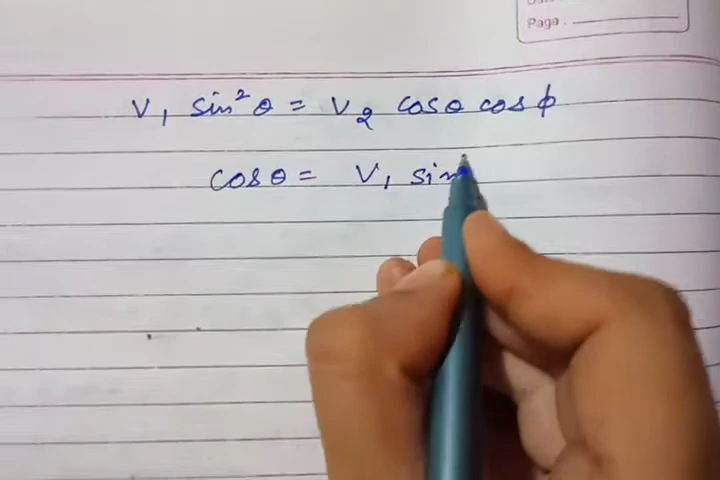 Page :
V₁ sin²θ = V₂ cosθ cosϕ
cosθ = V₁ sin